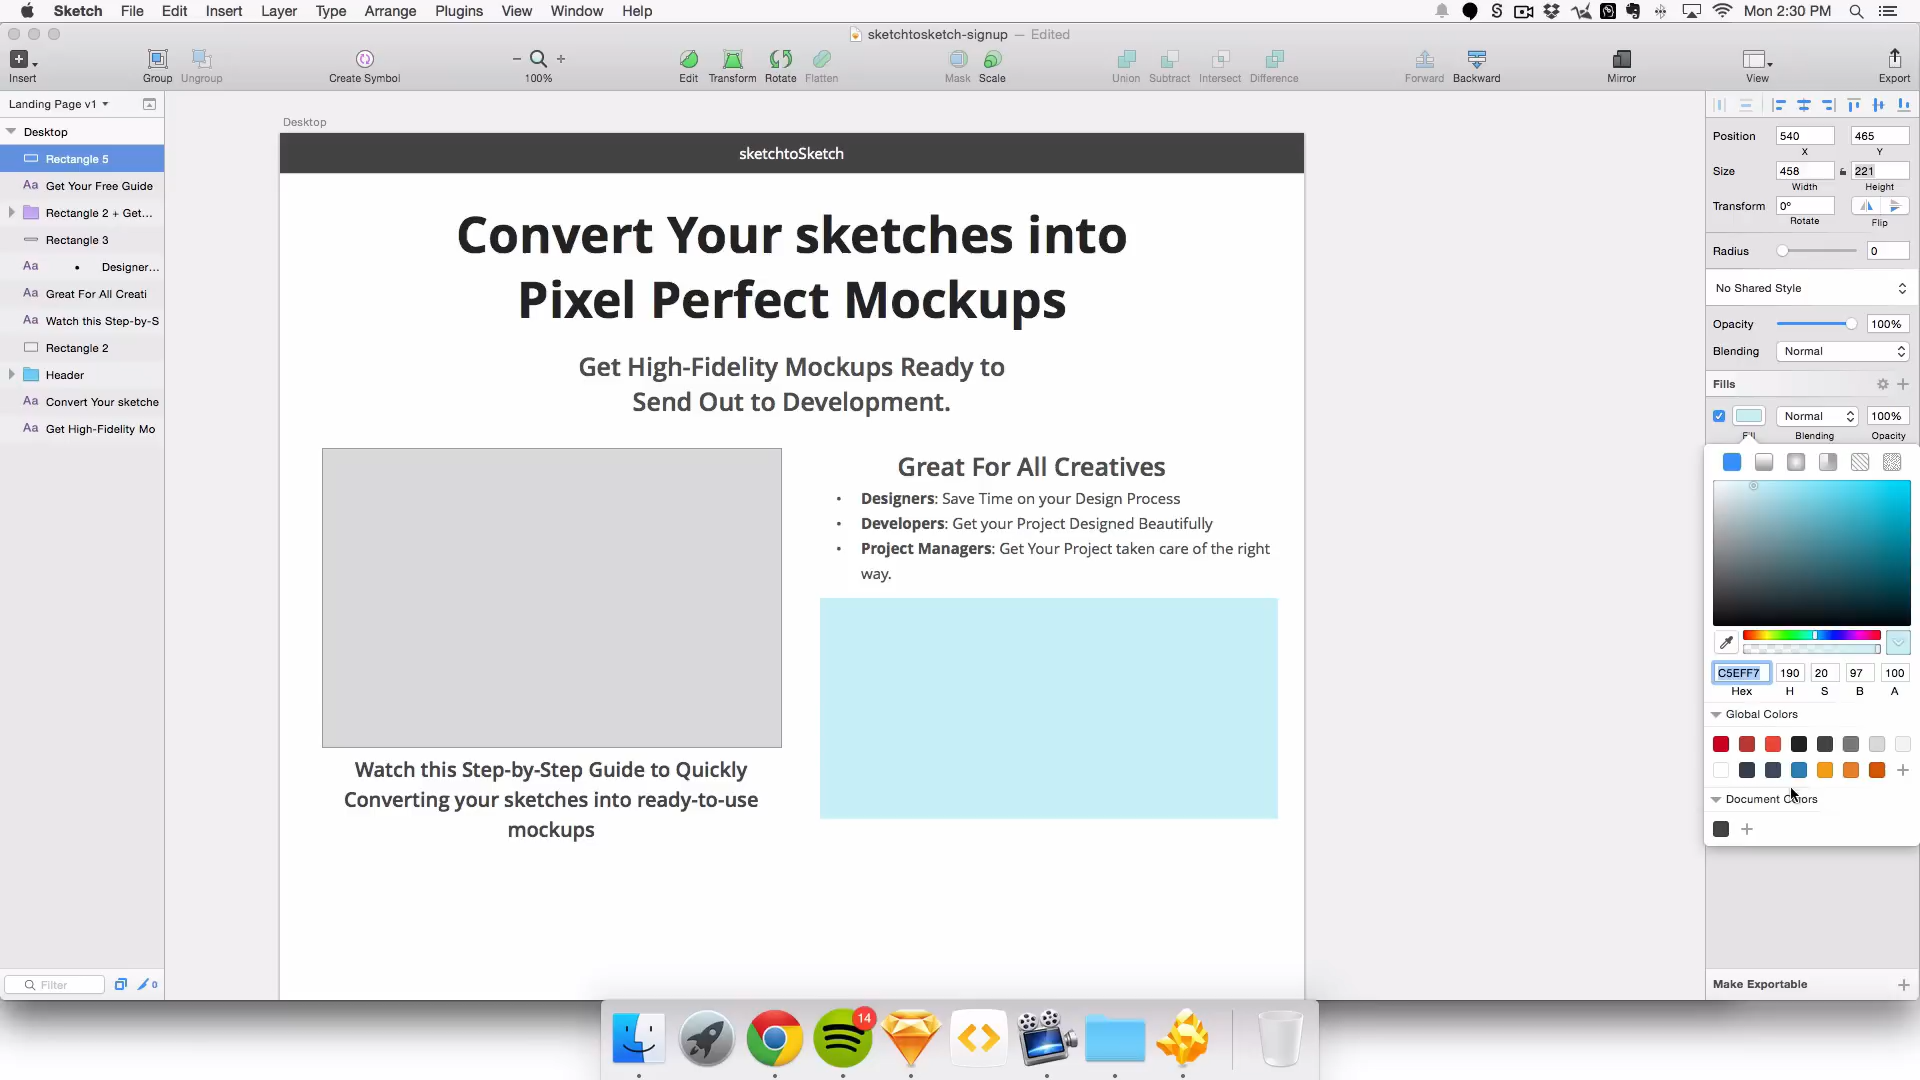 Sketch File Edit Insert Layer Type Arrange Plugins View Window Help
Mon 2:30 PM
sketchtosketch-signup — Edited
Insert
Group
Ungroup
Create Symbol
100%
Edit
Transform
Rotate
Flatten
Mask
Scale
Union
Subtract
Intersect
Difference
Forward
Backward
Mirror
View
Export
Landing Page v1
Desktop
Rectangle 5
Aa Get Your Free Guide
Rectangle 2 + Get...
Rectangle 3
Aa • Designer...
Aa Great For All Creati
Aa Watch this Step-by-S
Rectangle 2
Header
Aa Convert Your sketche
Aa Get High-Fidelity Mo
Filter
0
Desktop
sketchtoSketch
Convert Your sketches into
Pixel Perfect Mockups
Get High-Fidelity Mockups Ready to
Send Out to Development.
Great For All Creatives
• Designers: Save Time on your Design Process
• Developers: Get your Project Designed Beautifully
• Project Managers: Get Your Project taken care of the right
way.
Watch this Step-by-Step Guide to Quickly
Converting your sketches into ready-to-use
mockups
Position 540 465
X Y
Size 458 221
Width Height
Transform 0°
Rotate Flip
Radius 0
No Shared Style
Opacity 100%
Blending Normal
Fills
Normal 100%
Fill Blending Opacity
C5EFF7 190 20 97 100
Hex H S B A
Global Colors
Document Colors
Make Exportable
14